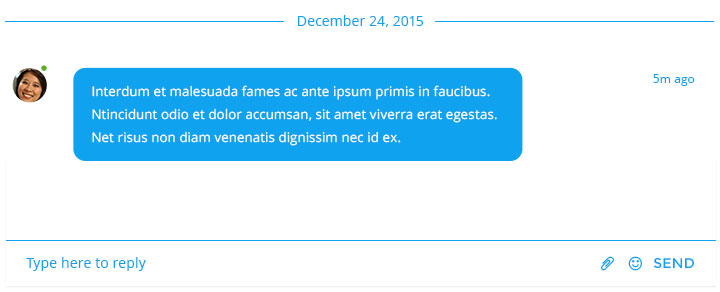 December 24, 2015
5m ago
Interdum et malesuada fames ac ante ipsum primis in faucibus.
Ntincidunt odio et dolor accumsan, sit amet viverra erat egestas.
Net risus non diam venenatis dignissim nec id ex.
Type here to reply
SEND